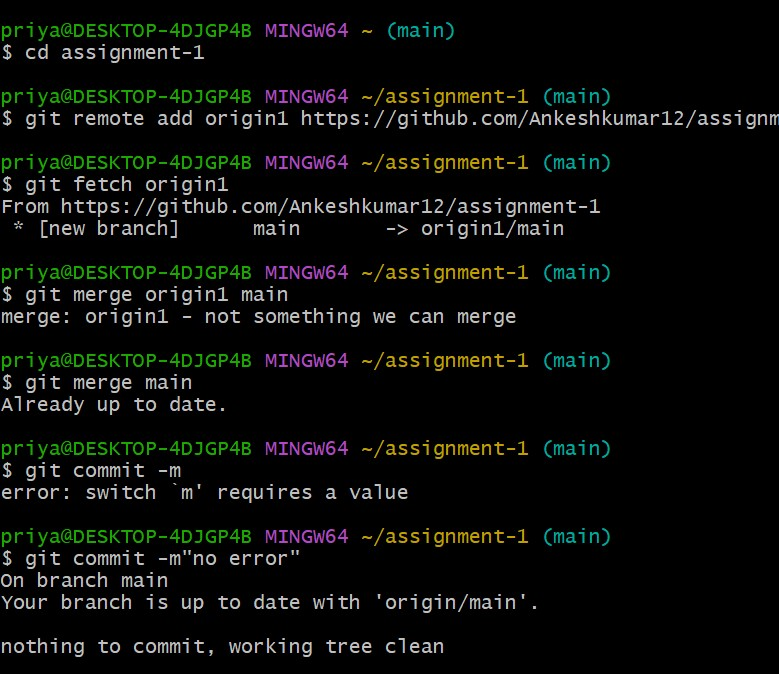 priya@DESKTOP-4DJGP4B MINGW64 ~ (main)
$ cd assignment-1
priya@DESKTOP-4DJGP4B MINGW64 ~/assignment-1 (main)
$ git remote add origin1 https://github.com/Ankeshkumar12/assignm
priya@DESKTOP-4DJGP4B MINGW64 ~/assignment-1 (main)
$ git fetch origin1
From https://github.com/Ankeshkumar12/assignment-1
 * [new branch]      main       -> origin1/main
priya@DESKTOP-4DJGP4B MINGW64 ~/assignment-1 (main)
$ git merge origin1 main
merge: origin1 - not something we can merge
priya@DESKTOP-4DJGP4B MINGW64 ~/assignment-1 (main)
$ git merge main
Already up to date.
priya@DESKTOP-4DJGP4B MINGW64 ~/assignment-1 (main)
$ git commit -m
error: switch `m' requires a value
priya@DESKTOP-4DJGP4B MINGW64 ~/assignment-1 (main)
$ git commit -m"no error"
On branch main
Your branch is up to date with 'origin/main'.
nothing to commit, working tree clean